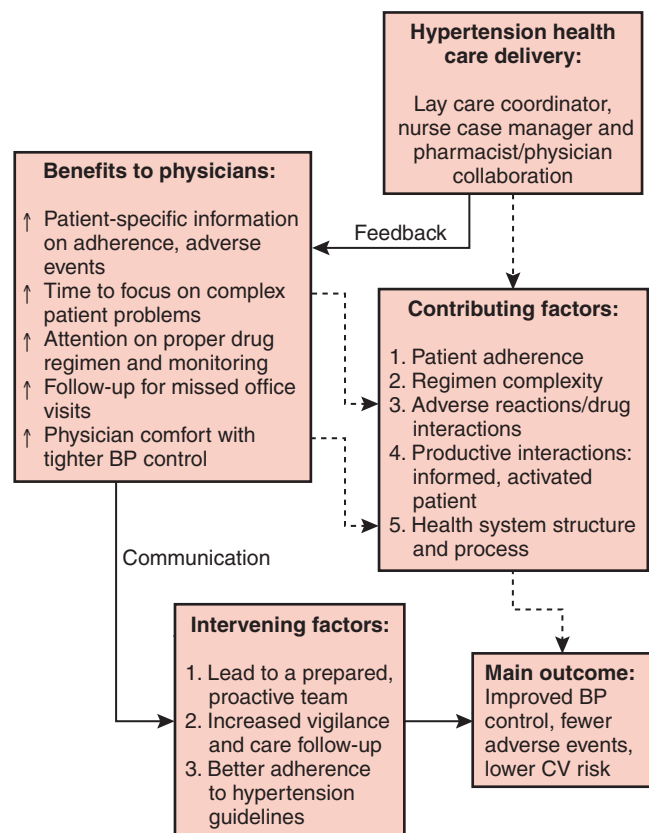 Hypertension health
care delivery:
Lay care coordinator,
nurse case manager and
pharmacist/physician
collaboration
Benefits to physicians:
↑ Patient-specific information
on adherence, adverse
events
↑ Time to focus on complex
patient problems
↑ Attention on proper drug
regimen and monitoring
↑ Follow-up for missed office
visits
↑ Physician comfort with
tighter BP control
Feedback
Contributing factors:
1. Patient adherence
2. Regimen complexity
3. Adverse reactions/drug
interactions
4. Productive interactions:
informed, activated
patient
5. Health system structure
and process
Communication
Intervening factors:
1. Lead to a prepared,
proactive team
2. Increased vigilance
and care follow-up
3. Better adherence
to hypertension
guidelines
Main outcome:
Improved BP
control, fewer
adverse events,
lower CV risk